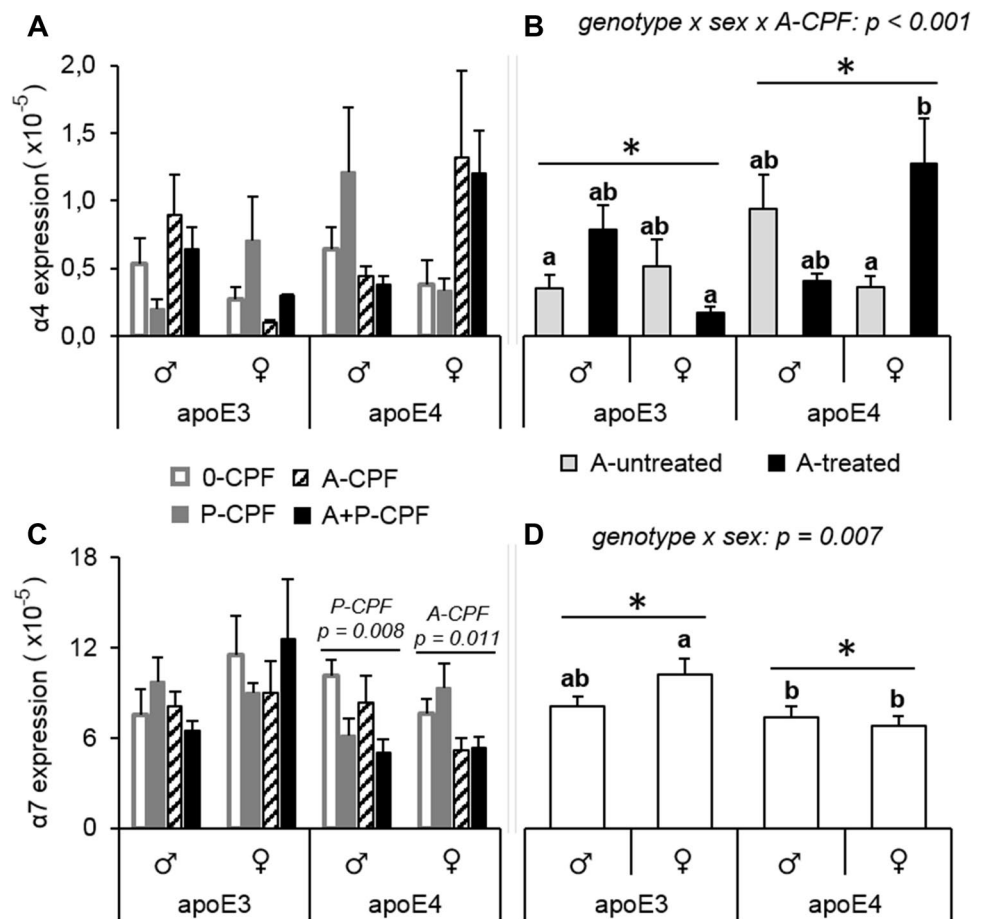 A
α4 expression ( x10⁻⁵)
2,0
1,5
1,0
0,5
0,0
♂ ♀ ♂ ♀
apoE3 apoE4
B
genotype x sex x A-CPF: p < 0.001
*
*
a ab ab a ab ab a b
♂ ♀ ♂ ♀
apoE3 apoE4
0-CPF A-CPF
P-CPF A+P-CPF
A-untreated A-treated
C
α7 expression ( x10⁻⁵)
18
12
6
0
P-CPF
p = 0.008
A-CPF
p = 0.011
♂ ♀ ♂ ♀
apoE3 apoE4
D
genotype x sex: p = 0.007
*
*
ab a b b
♂ ♀ ♂ ♀
apoE3 apoE4